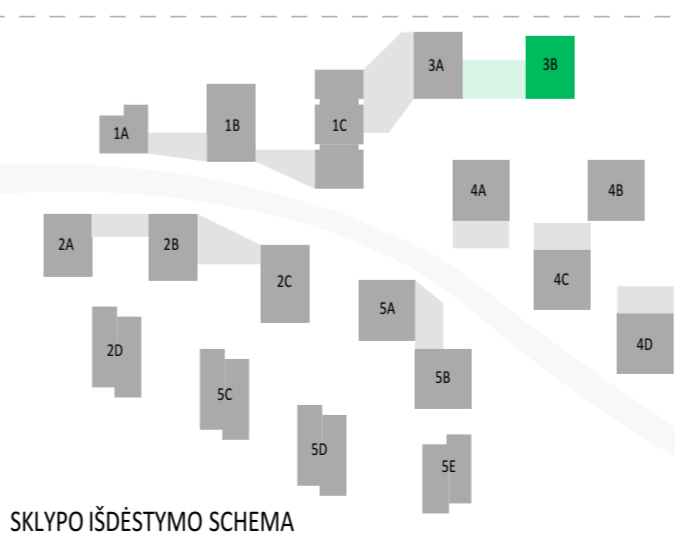 3A
3B
1A
1B
1C
4A
4B
2A
2B
2C
4C
5A
4D
2D
5B
5C
5D
5E
SKLYPO IŠDĖSTYMO SCHEMA